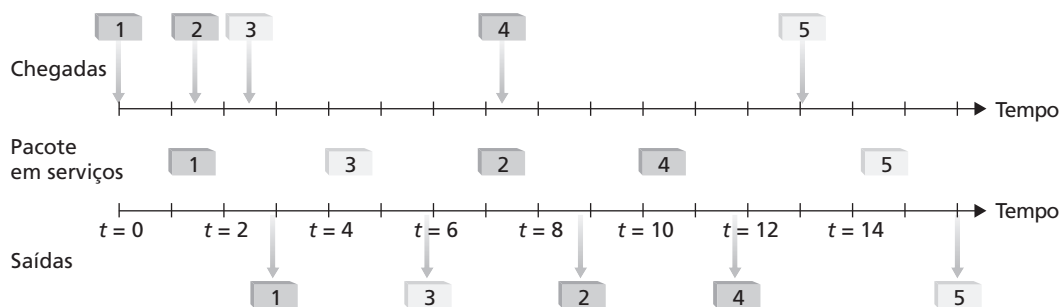 1 2 3 4 5
Chegadas
Tempo
Pacote
em serviços
1 3 2 4 5
Tempo
t = 0 t = 2 t = 4 t = 6 t = 8 t = 10 t = 12 t = 14
Saídas
1 3 2 4 5